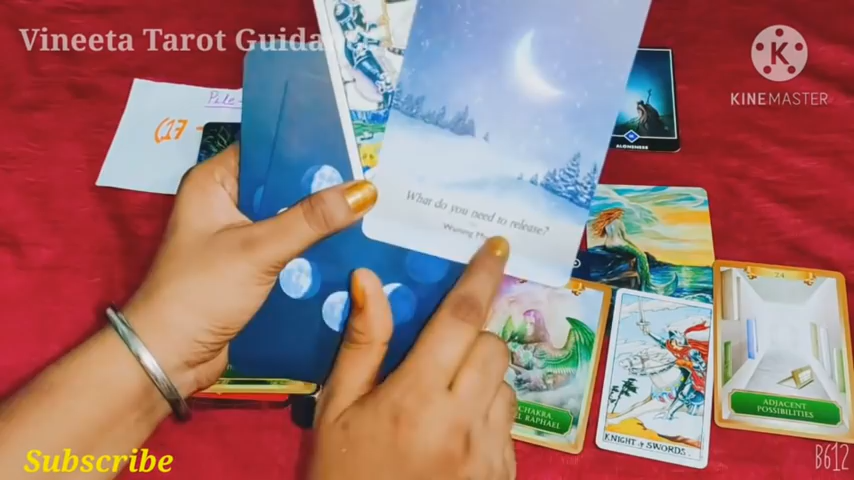 Vineeta Tarot Guida
KINEMASTER
(17 -
ALONENESS
What do you need to release?
24
CHAKRA
KNIGHT of SWORDS
ADJACENT
POSSIBILITIES
RAPHAEL
Subscribe
B612